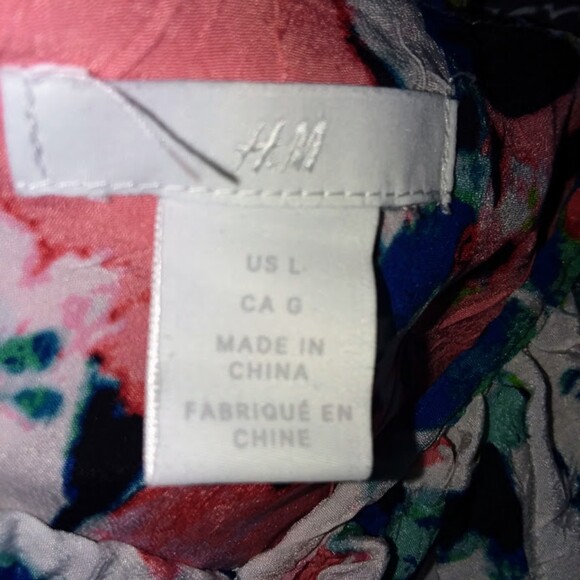 H&M
US L
CA G
MADE IN
CHINA
FABRIQUÉ EN
CHINE